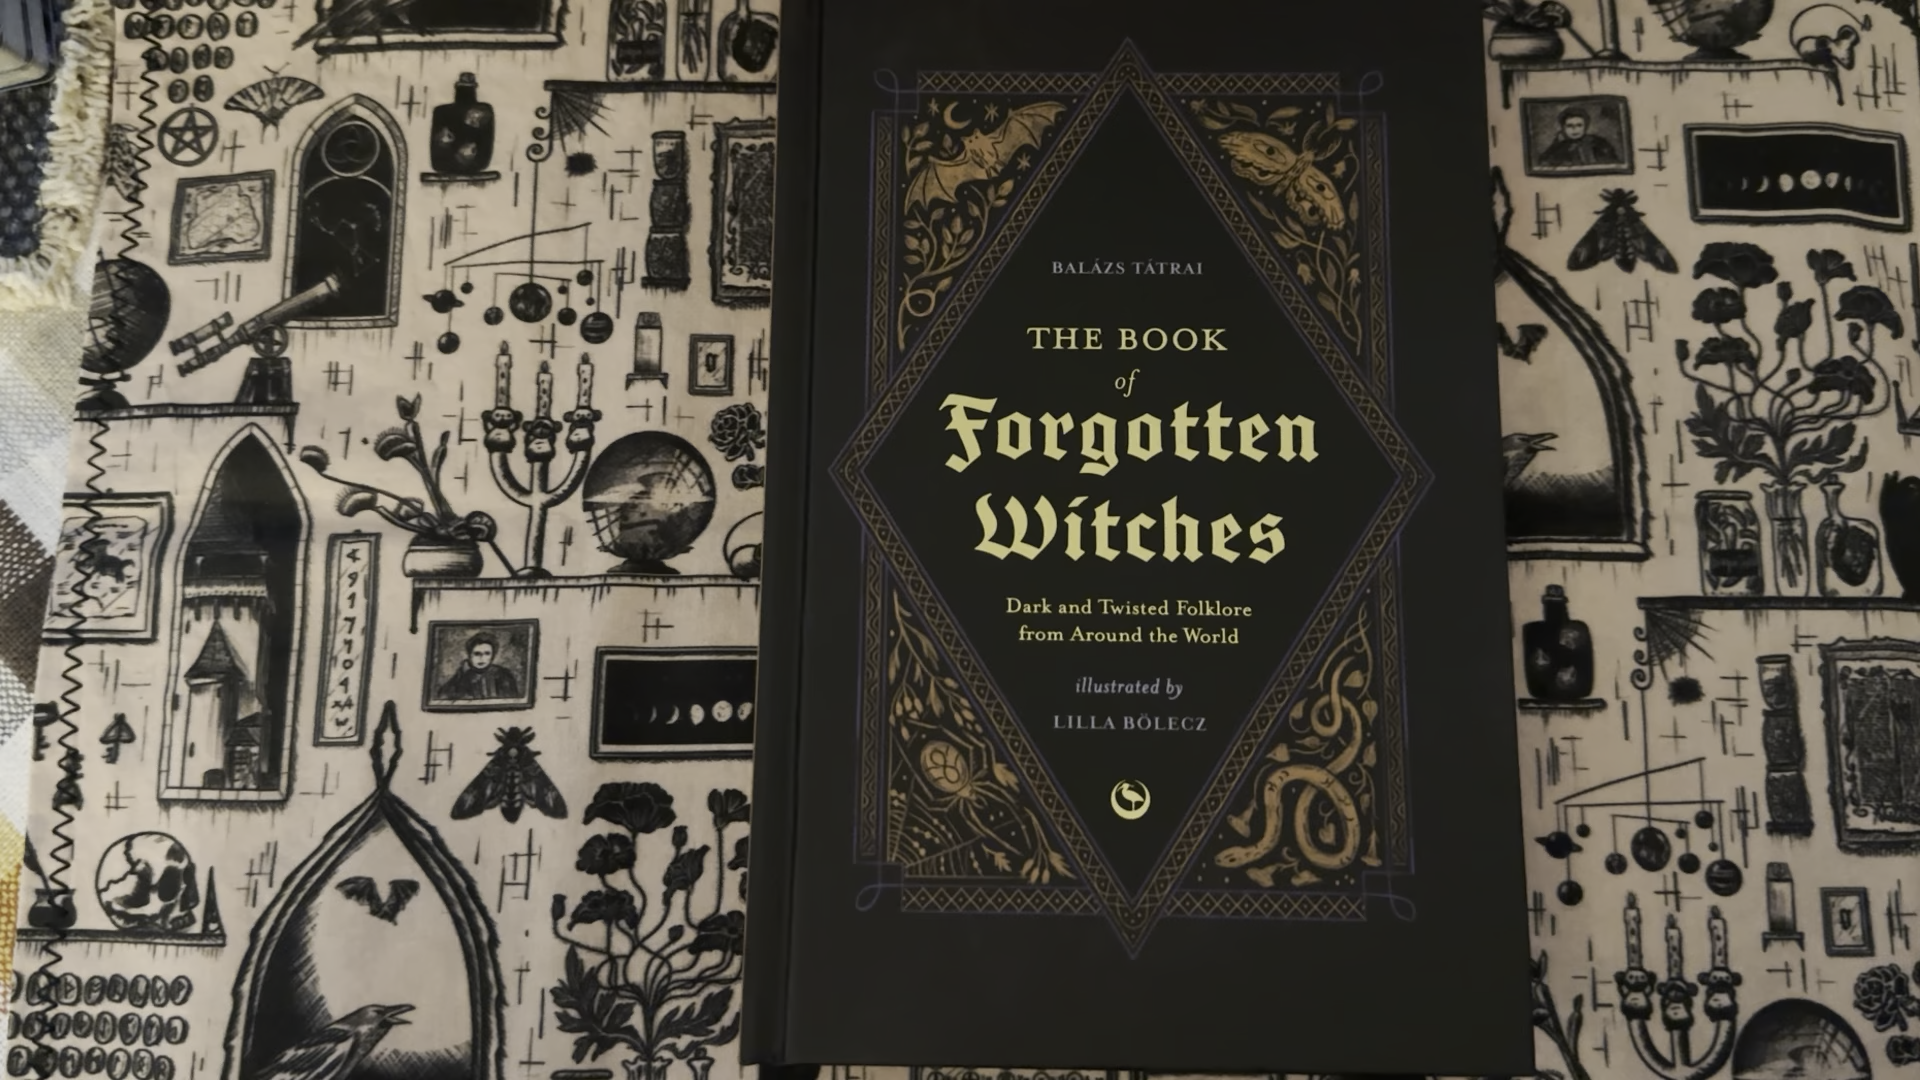 BALÁZS TÁTRAI
THE BOOK
of
Forgotten
Witches
Dark and Twisted Folklore
from Around the World
illustrated by
LILLA BÖLECZ